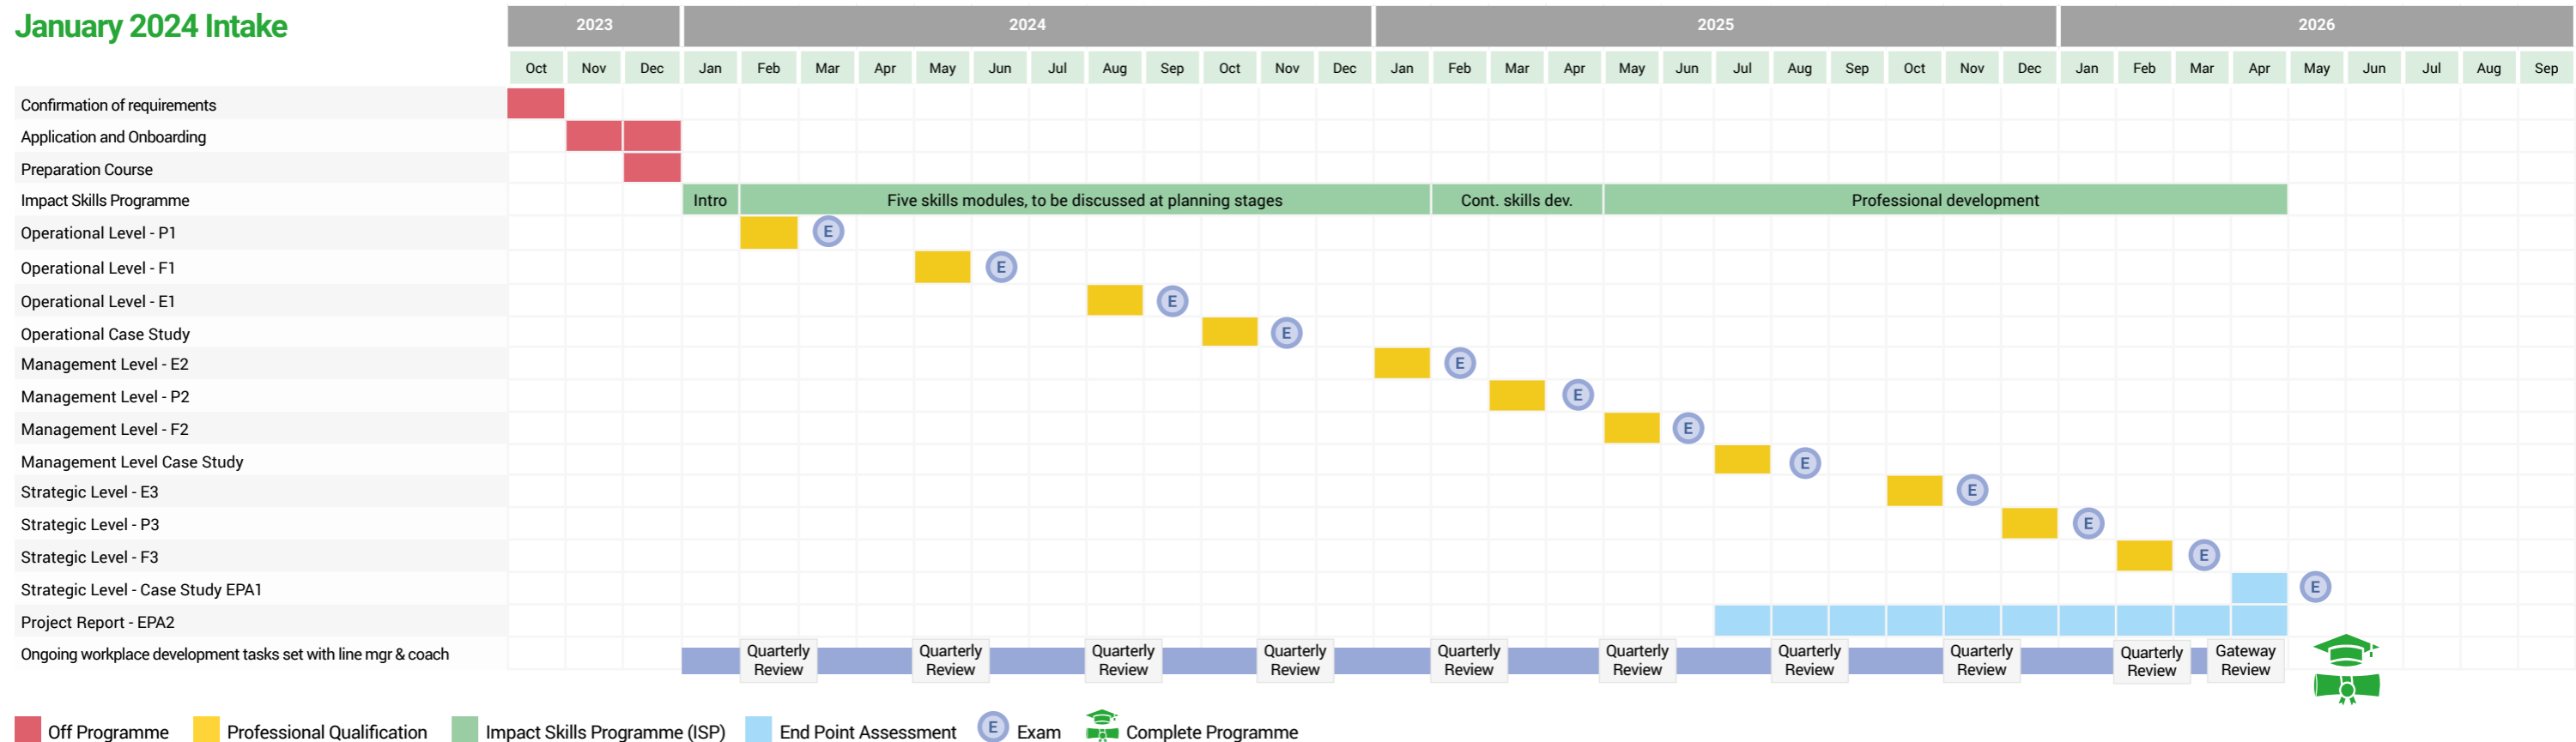 January 2024 Intake
2023 2024 2025 2026
Oct Nov Dec Jan Feb Mar Apr May Jun Jul Aug Sep Oct Nov Dec Jan Feb Mar Apr May Jun Jul Aug Sep Oct Nov Dec Jan Feb Mar Apr May Jun Jul Aug Sep
Confirmation of requirements
Application and Onboarding
Preparation Course
Impact Skills Programme Intro Five skills modules, to be discussed at planning stages Cont. skills dev. Professional development
Operational Level - P1 E
Operational Level - F1 E
Operational Level - E1 E
Operational Case Study E
Management Level - E2 E
Management Level - P2 E
Management Level - F2 E
Management Level Case Study E
Strategic Level - E3 E
Strategic Level - P3 E
Strategic Level - F3 E
Strategic Level - Case Study EPA1 E
Project Report - EPA2
Ongoing workplace development tasks set with line mgr & coach
Quarterly Quarterly Quarterly Quarterly Quarterly Quarterly Quarterly Quarterly Quarterly Gateway
Review Review Review Review Review Review Review Review Review Review
Off Programme Professional Qualification Impact Skills Programme (ISP) End Point Assessment E Exam Complete Programme